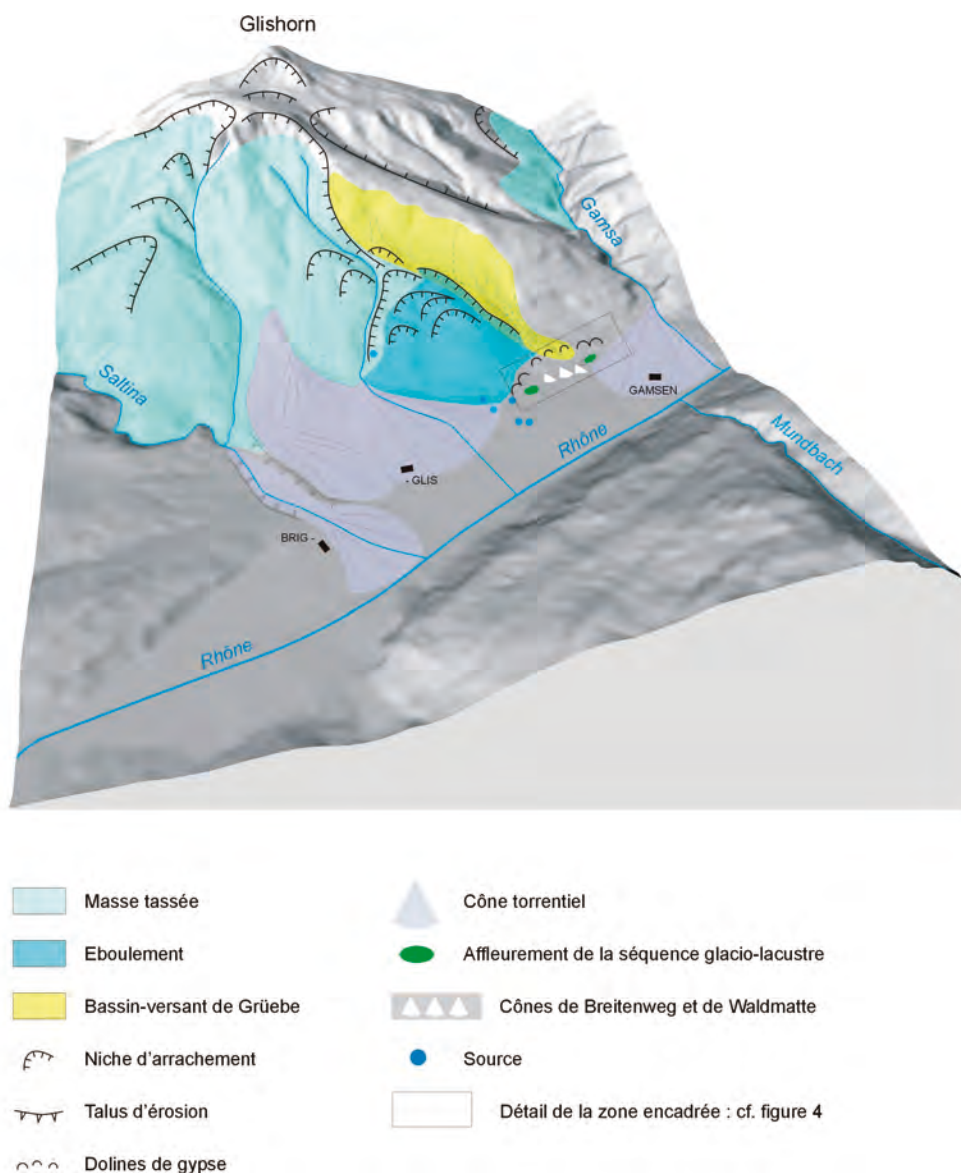 Glishorn
Gamsa
Saltina
GAMSEN
Rhône
Mundbach
- GLIS
BRIG -
Rhône
Masse tassée
Eboulement
Bassin-versant de Grüebe
Niche d'arrachement
Talus d'érosion
Dolines de gypse
Cône torrentiel
Affleurement de la séquence glacio-lacustre
Cônes de Breitenweg et de Waldmatte
Source
Détail de la zone encadrée : cf. figure 4